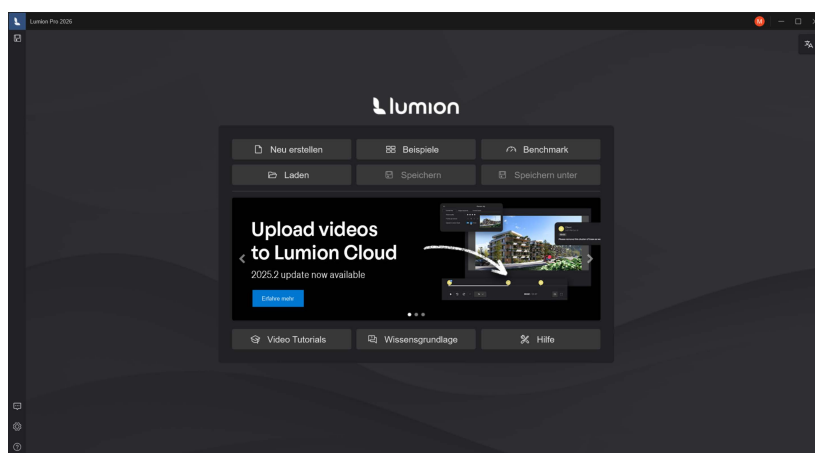 Lumion Pro 2026
M
lumion
Neu erstellen
Beispiele
Benchmark
Laden
Speichern
Speichern unter
Upload videos
to Lumion Cloud
2025.2 update now available
Erfahre mehr
Video Tutorials
Wissensgrundlage
Hilfe